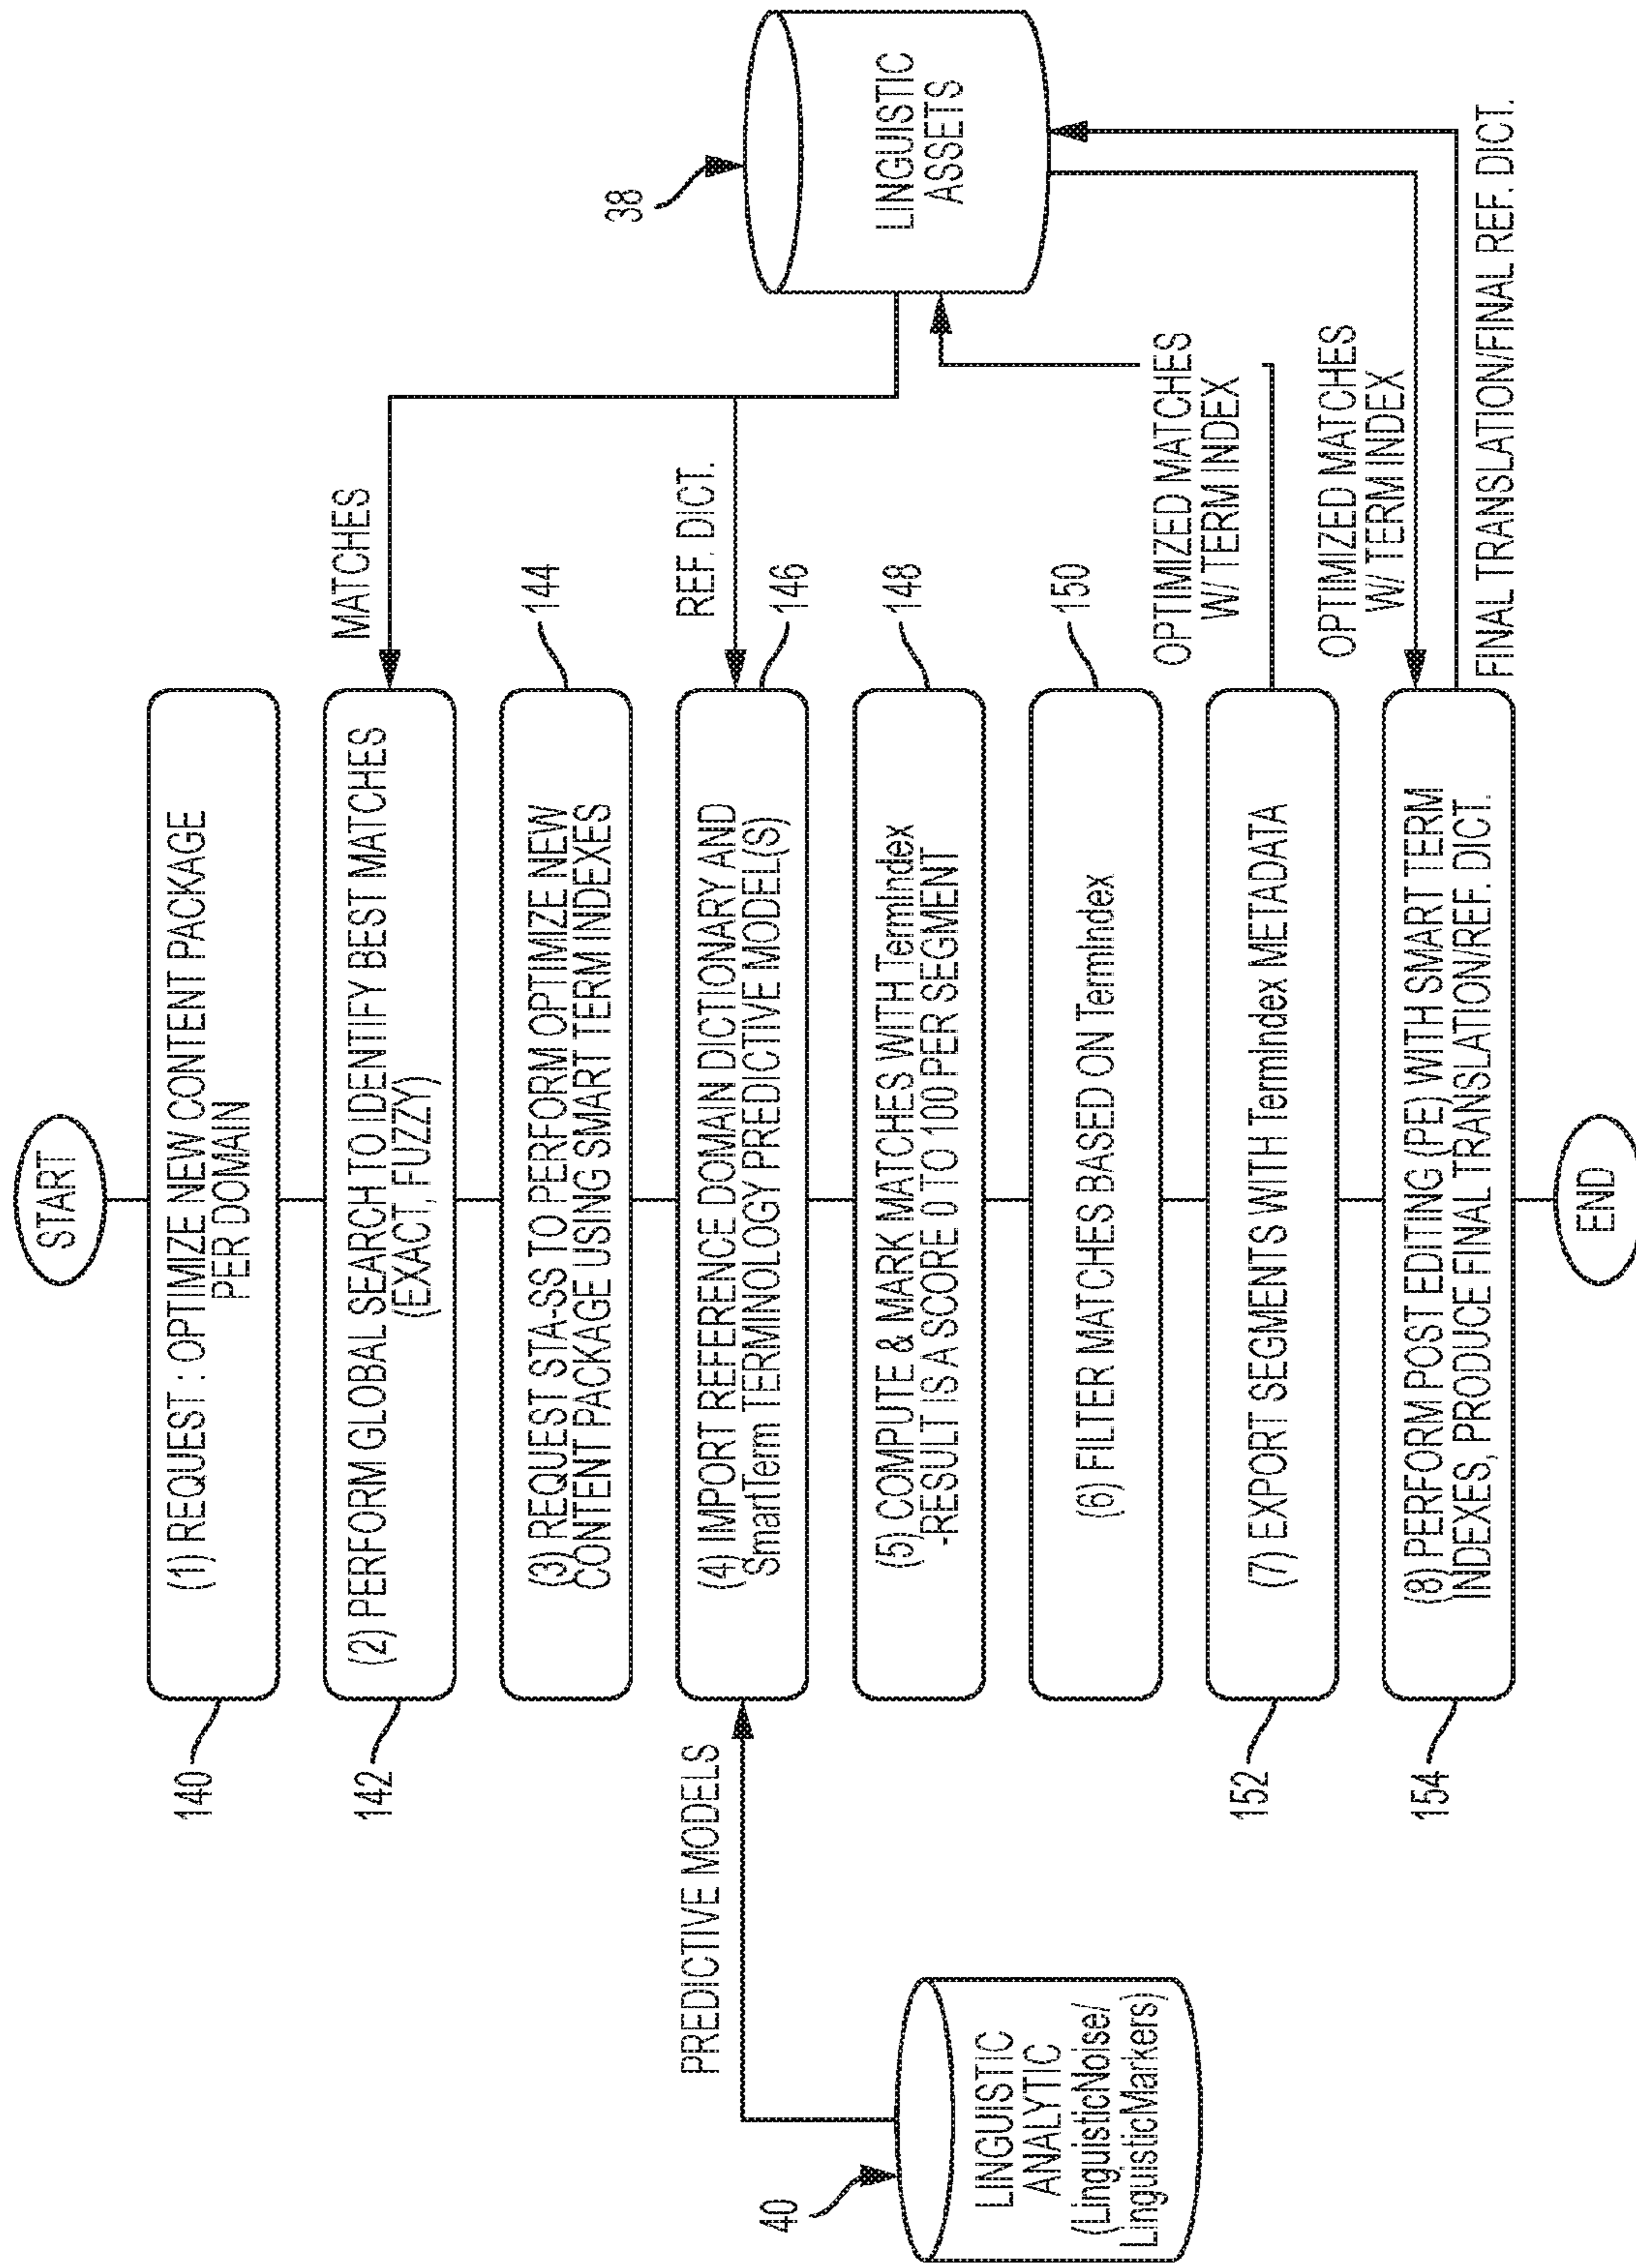 START
(1) REQUEST : OPTIMIZE NEW CONTENT PACKAGE
PER DOMAIN
140
(2) PERFORM GLOBAL SEARCH TO IDENTIFY BEST MATCHES
(EXACT, FUZZY)
142
MATCHES
(3) REQUEST STA-SS TO PERFORM OPTIMIZE NEW
CONTENT PACKAGE USING SMART TERM INDEXES
144
(4) IMPORT REFERENCE DOMAIN DICTIONARY AND
SmartTerm TERMINOLOGY PREDICTIVE MODEL(S)
146
PREDICTIVE MODELS
REF. DICT.
(5) COMPUTE & MARK MATCHES WITH TermIndex
-RESULT IS A SCORE 0 TO 100 PER SEGMENT
148
(6) FILTER MATCHES BASED ON TermIndex
150
(7) EXPORT SEGMENTS WITH TermIndex METADATA
152
OPTIMIZED MATCHES
W/ TERM INDEX
(8) PERFORM POST EDITING (PE) WITH SMART TERM
INDEXES, PRODUCE FINAL TRANSLATION/REF. DICT.
154
OPTIMIZED MATCHES
W/ TERM INDEX
FINAL TRANSLATION/FINAL REF. DICT.
END
40
LINGUISTIC
ANALYTIC
(LinguisticNoise/
LinguisticMarkers)
38
LINGUISTIC
ASSETS